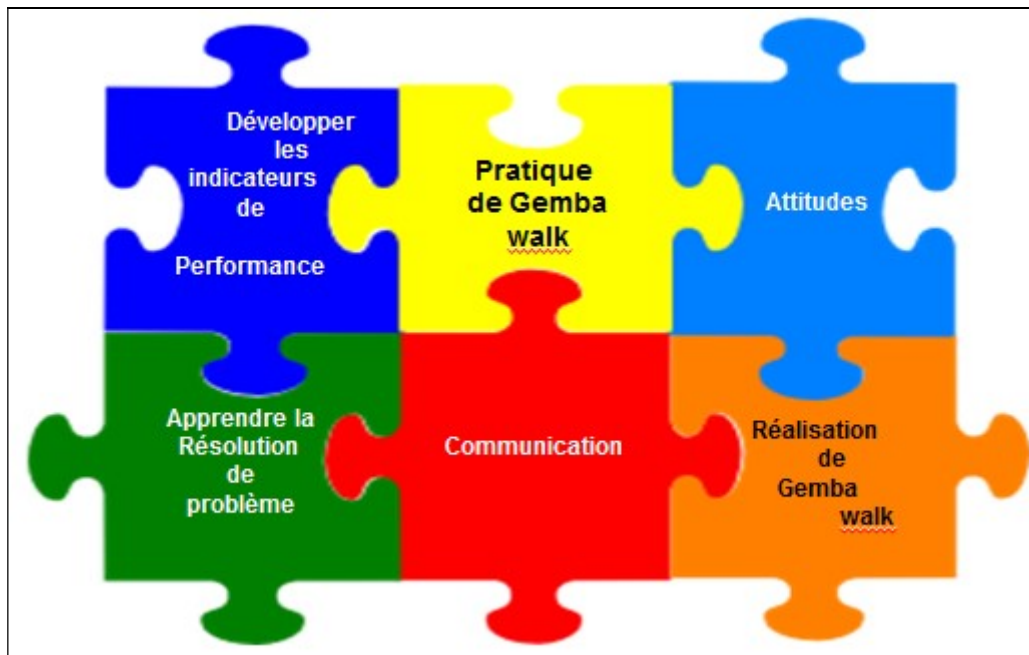 Développer
les
indicateurs
de
Performance
Pratique
de Gemba
walk
Attitudes
Apprendre la
Résolution
de
problème
Communication
Réalisation
de
Gemba
walk